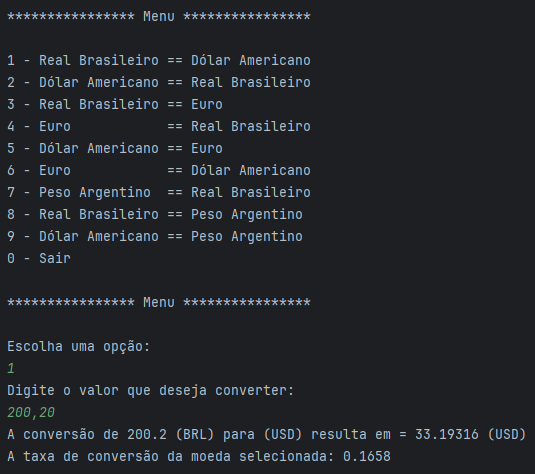 **************** Menu ****************
1 - Real Brasileiro == Dólar Americano
2 - Dólar Americano == Real Brasileiro
3 - Real Brasileiro == Euro
4 - Euro            == Real Brasileiro
5 - Dólar Americano == Euro
6 - Euro            == Dólar Americano
7 - Peso Argentino  == Real Brasileiro
8 - Real Brasileiro == Peso Argentino
9 - Dólar Americano == Peso Argentino
0 - Sair
**************** Menu ****************
Escolha uma opção:
1
Digite o valor que deseja converter:
200,20
A conversão de 200.2 (BRL) para (USD) resulta em = 33.19316 (USD)
A taxa de conversão da moeda selecionada: 0.1658